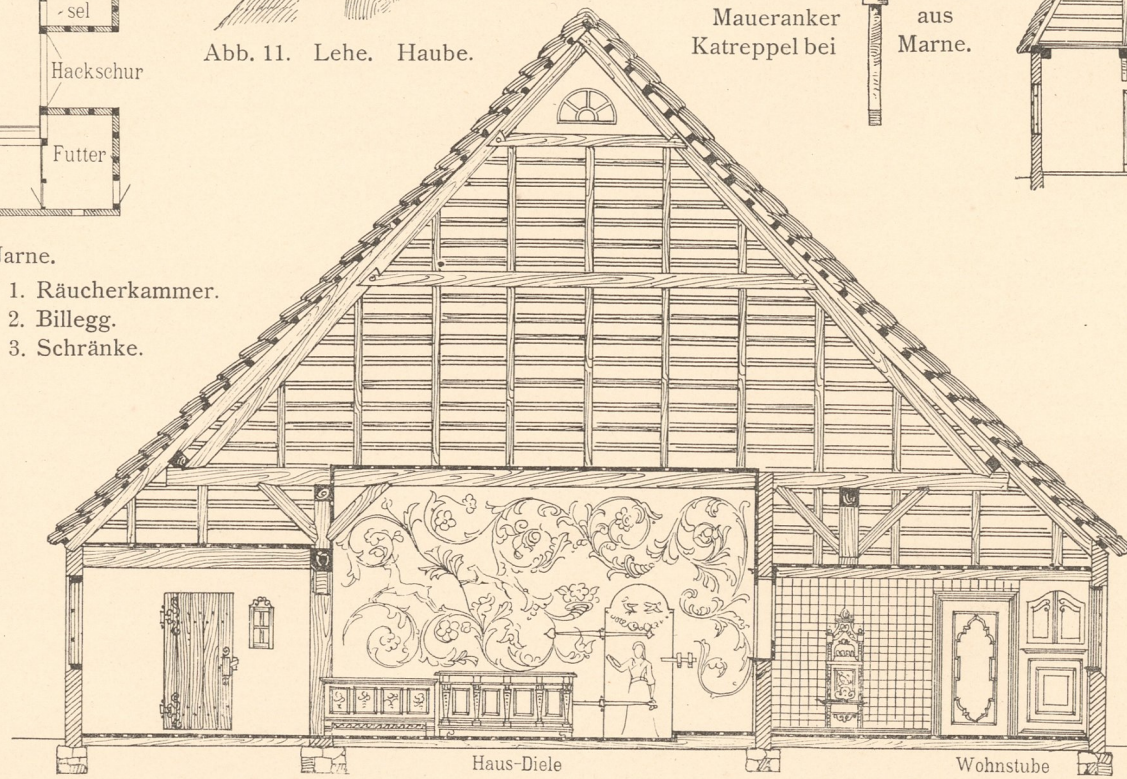 -sel
Hackschur
Futter
Abb. 11. Lehe. Haube.
Maueranker aus
Katreppel bei Marne.
1. Räucherkammer.
2. Billegg.
3. Schränke.
Haus-Diele
Wohnstube